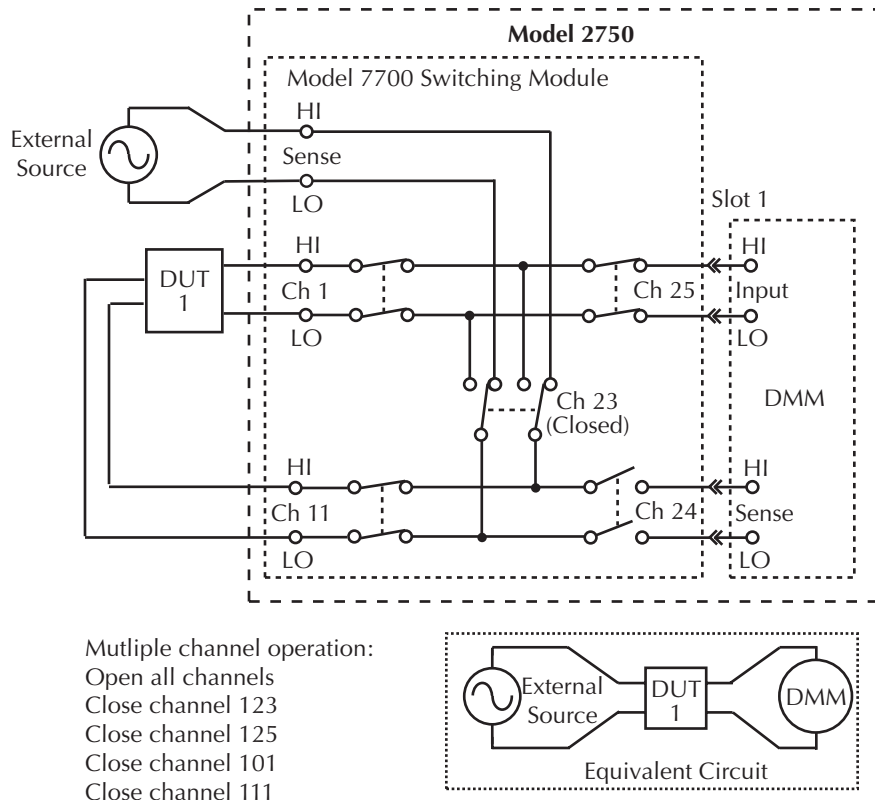 Model 2750
Model 7700 Switching Module
HI
External
Source
Sense
LO
Slot 1
HI
HI
DUT
1
Ch 1
Ch 25
Input
LO
LO
Ch 23
(Closed)
DMM
HI
HI
Ch 11
Ch 24
Sense
LO
LO
Mutliple channel operation:
Open all channels
Close channel 123
Close channel 125
Close channel 101
Close channel 111
External
Source
DUT
1
DMM
Equivalent Circuit